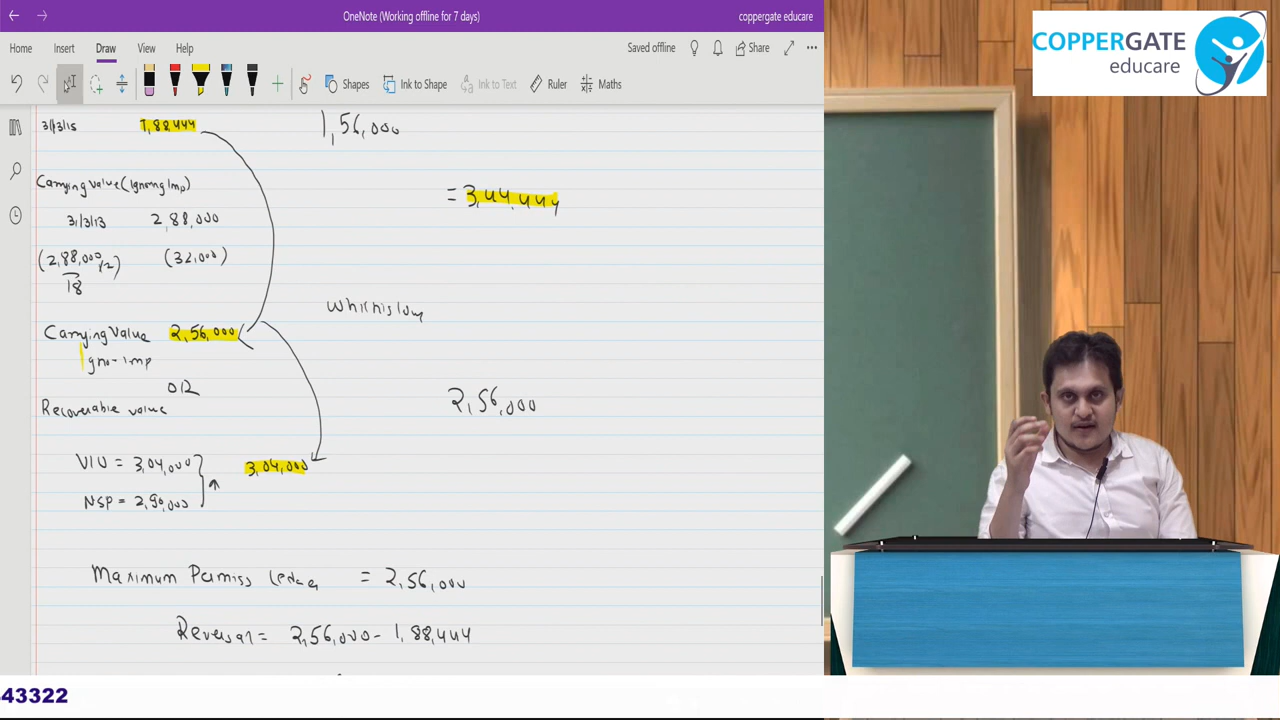 OneNote (Working offline for 7 days)
coppergate educare
Home Insert Draw View Help
Saved offline Share
Shapes Ink to Shape Ink to Text Ruler Maths
COPPERGATE
educare
31/3/15 1,88,444
1,56,000
= 3,44,444
Carrying value (Ignoring Imp)
31/3/13 2,88,000
(2,88,000 x2) (32,000)
18
Which is low
Carrying Value 2,56,000
Igno- Imp
OR
Recoverable value
2,56,000
VIU = 3,04,000
3,04,000
NSP = 2,90,000
Maximum Permiss = 2,56,000
Reversal = 2,56,000 - 1,88,444
43322